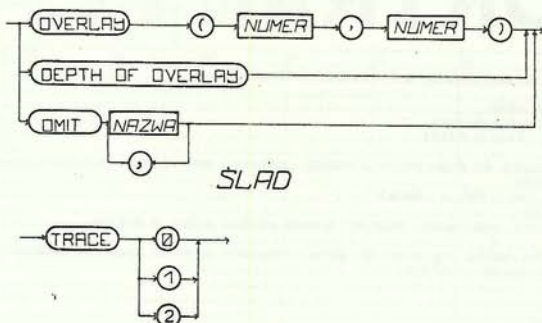 OVERLAY ( NUMER , NUMER )
DEPTH OF OVERLAY
OMIT NAZWA
,
ŚLAD
TRACE 0
1
2